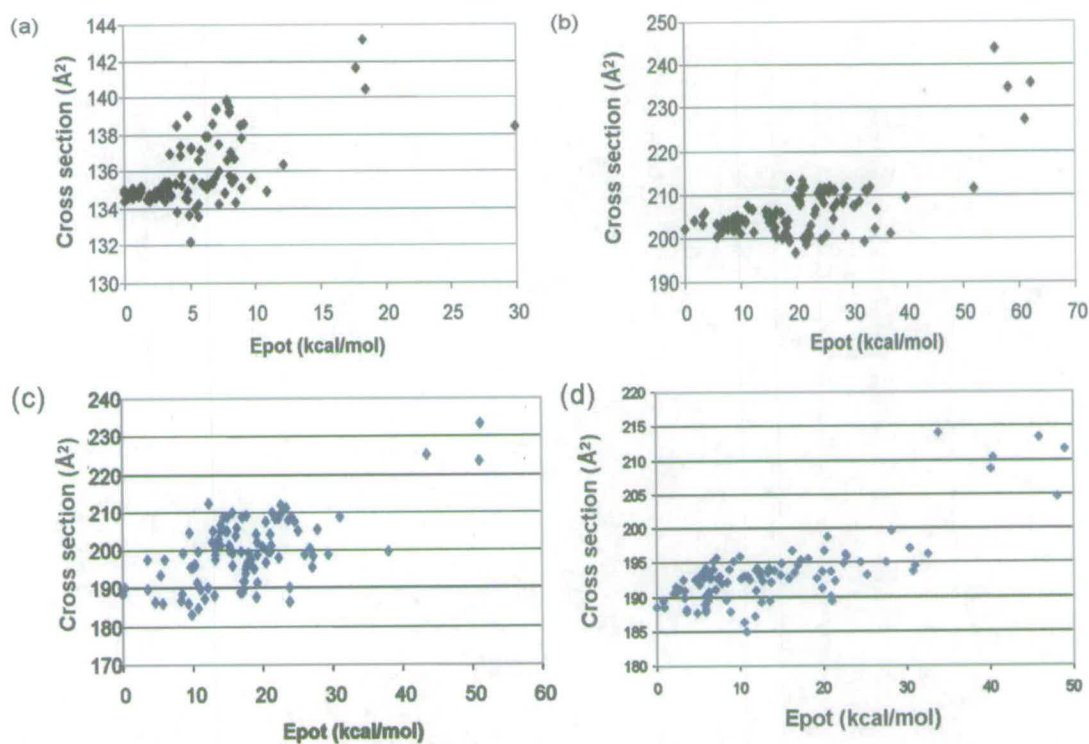 (a)
Cross section (Å²)
144
142
140
138
136
134
132
130
0 5 10 15 20 25 30
Epot (kcal/mol)
(b)
Cross section (Å²)
250
240
230
220
210
200
190
0 10 20 30 40 50 60 70
Epot (kcal/mol)
(c)
Cross section (Å²)
240
230
220
210
200
190
180
170
0 10 20 30 40 50 60
Epot (kcal/mol)
(d)
Cross section (Å²)
220
215
210
205
200
195
190
185
180
0 10 20 30 40 50
Epot (kcal/mol)